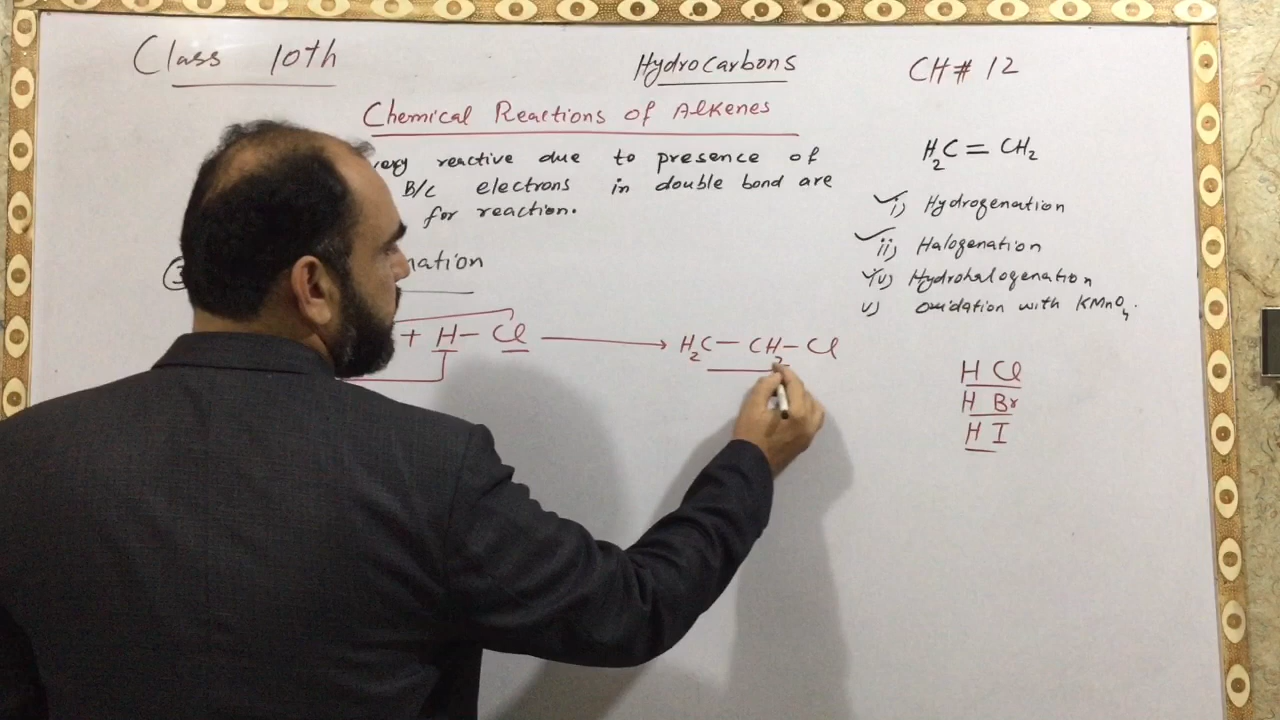 Class 10th
Hydrocarbons
CH# 12
Chemical Reactions of Alkenes
very reactive due to presence of
B/c electrons in double bond are
for reaction.
③ nation
+ H — Cl ⟶ H₂C — CH₂ — Cl
H₂C = CH₂
✓ i) Hydrogenation
✓ ii) Halogenation
iv) Hydrohalogenation
v) oxidation with KMnO₄.
H Cl
H Br
H I